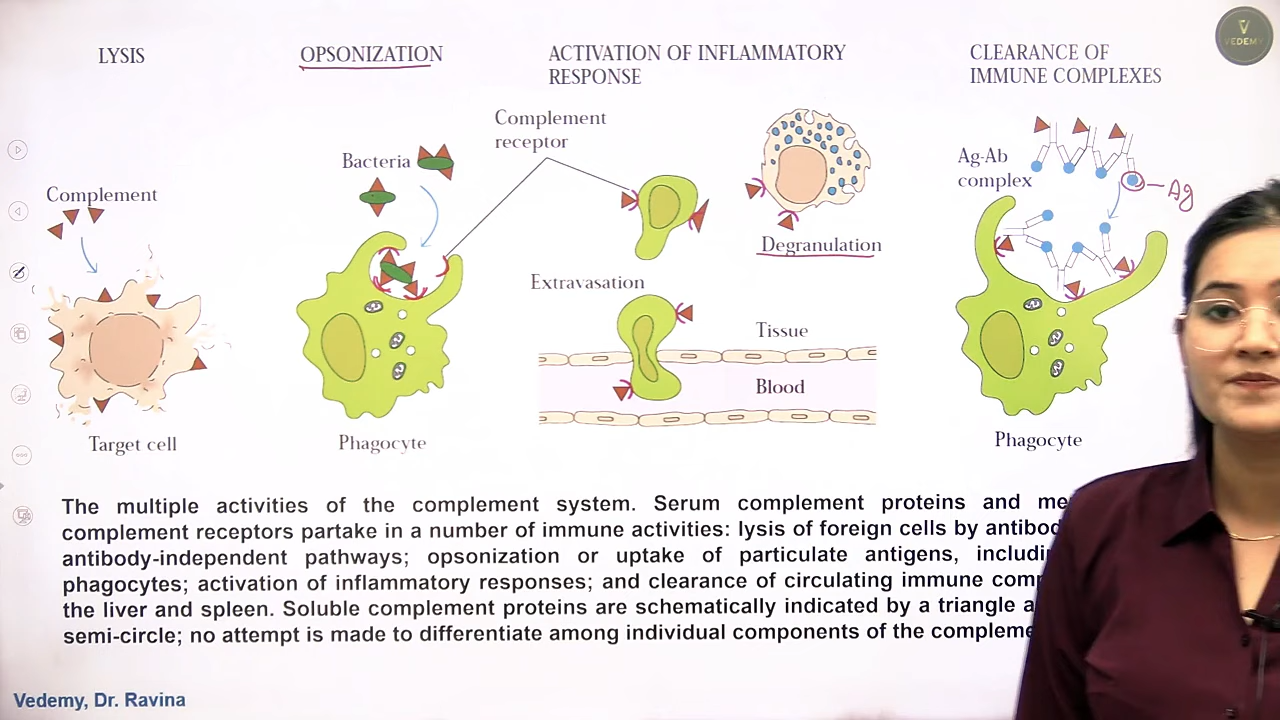 VEDEMY
LYSIS
OPSONIZATION
ACTIVATION OF INFLAMMATORY
RESPONSE
CLEARANCE OF
IMMUNE COMPLEXES
Complement
receptor
Bacteria
Ag-Ab
complex
Ag
Complement
Degranulation
Extravasation
Tissue
Blood
Target cell
Phagocyte
Phagocyte
The multiple activities of the complement system. Serum complement proteins and
complement receptors partake in a number of immune activities: lysis of foreign cells by
antibody-independent pathways; opsonization or uptake of particulate antigens,
phagocytes; activation of inflammatory responses; and clearance of circulating immune
the liver and spleen. Soluble complement proteins are schematically indicated by a triangle
semi-circle; no attempt is made to differentiate among individual components of the
Vedemy, Dr. Ravina